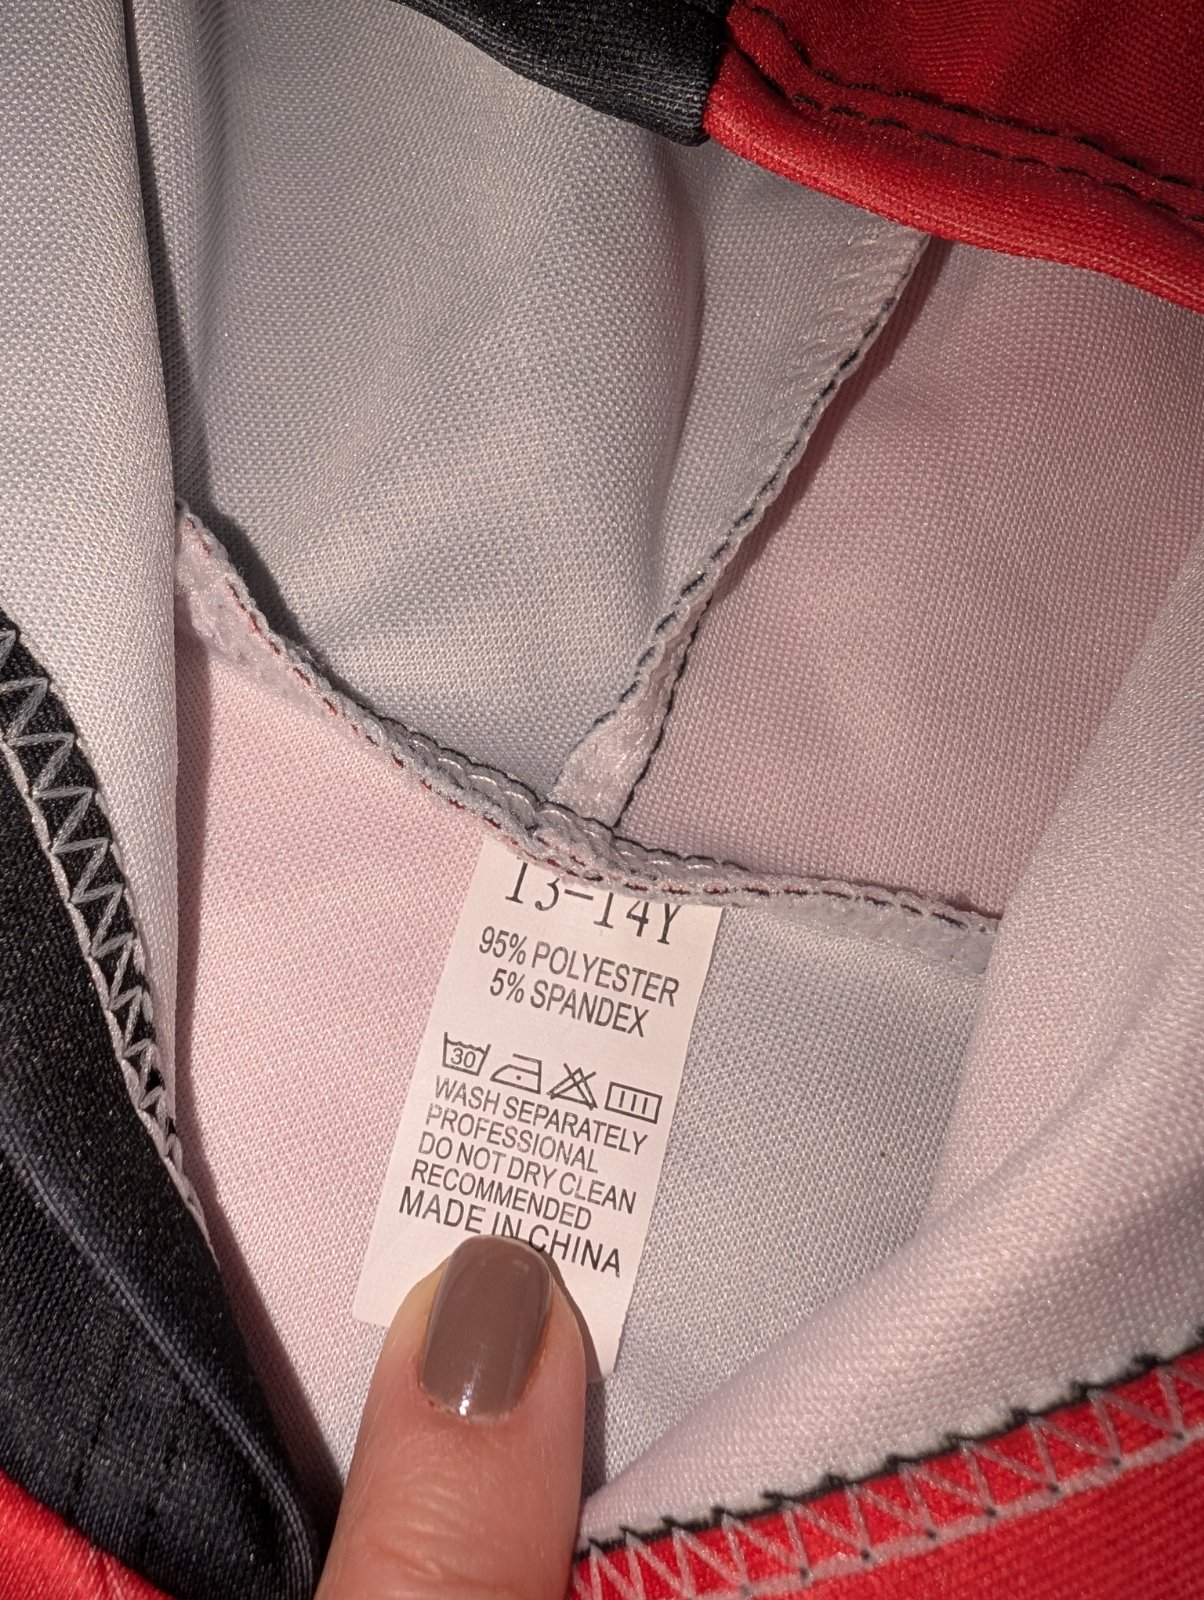 13-14Y
95% POLYESTER
5% SPANDEX
30
WASH SEPARATELY
PROFESSIONAL
DO NOT DRY CLEAN
RECOMMENDED
MADE IN CHINA